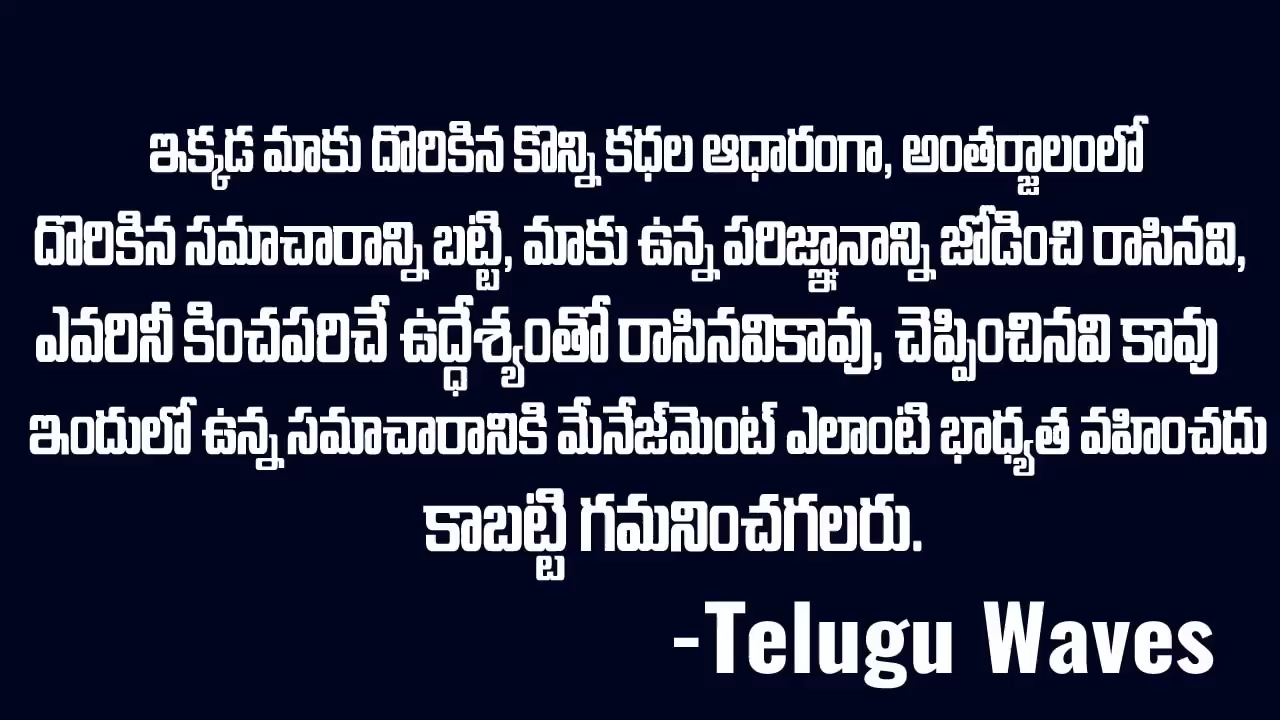 ఇక్కడ మాకు దొరికిన కొన్ని కధల ఆధారంగా, అంతర్జాలంలో
దొరికిన సమాచారాన్ని బట్టి, మాకు ఉన్న పరిజ్ఞానాన్ని జోడించి రాసినవి,
ఎవరినీ కించపరిచే ఉద్ధేశ్యంతో రాసినవికావు, చెప్పించినవి కావు
ఇందులో ఉన్న సమాచారానికి మేనేజ్‌మెంట్ ఎలాంటి భాధ్యత వహించదు
కాబట్టి గమనించగలరు.
-Telugu Waves